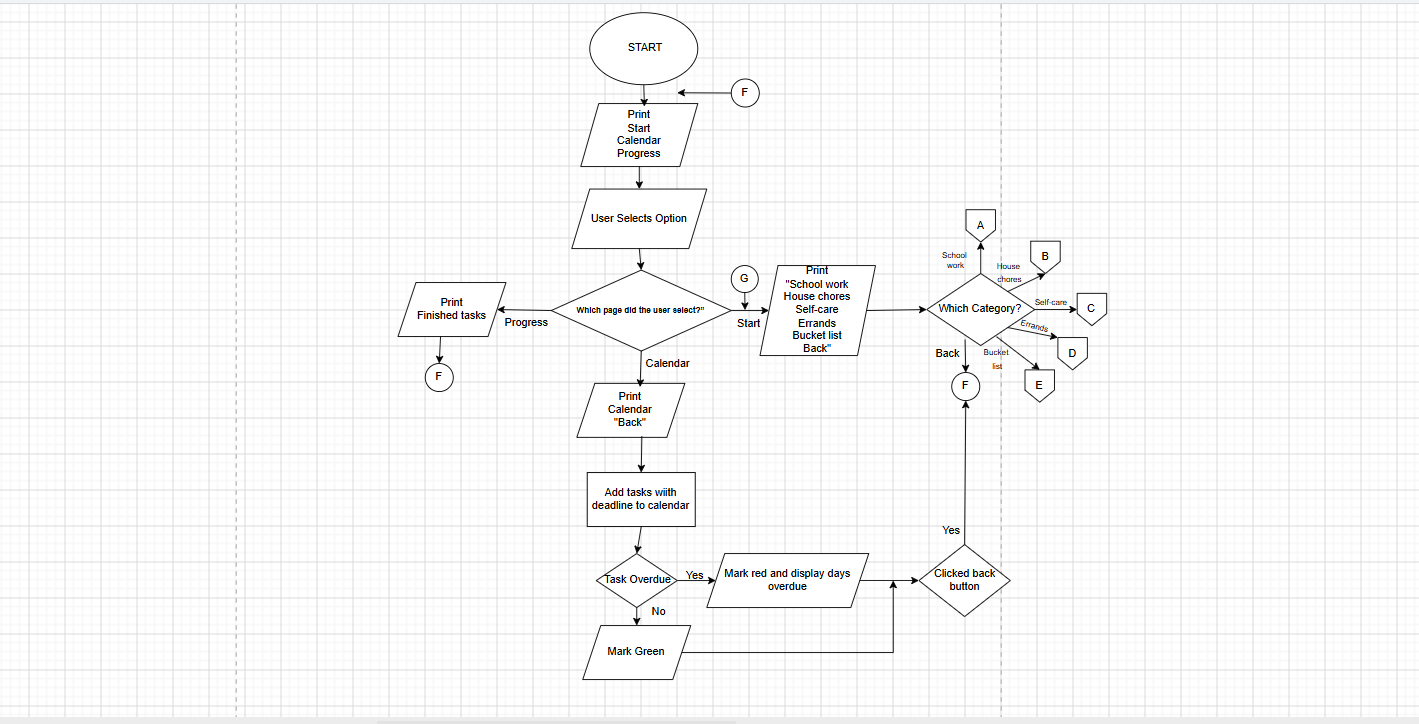 START
F
Print
Start
Calendar
Progress
User Selects Option
A
School
work
B
House
chores
G
Print
"School work
House chores
Self-care
Errands
Bucket list
Back"
Which Category?
Self-care
C
Errands
D
Bucket
list
E
Back
F
Which page did the user select?"
Start
Progress
Print
Finished tasks
F
Calendar
Print
Calendar
"Back"
Add tasks wiith
deadline to calendar
Task Overdue
Yes
Mark red and display days
overdue
Clicked back
button
Yes
No
Mark Green